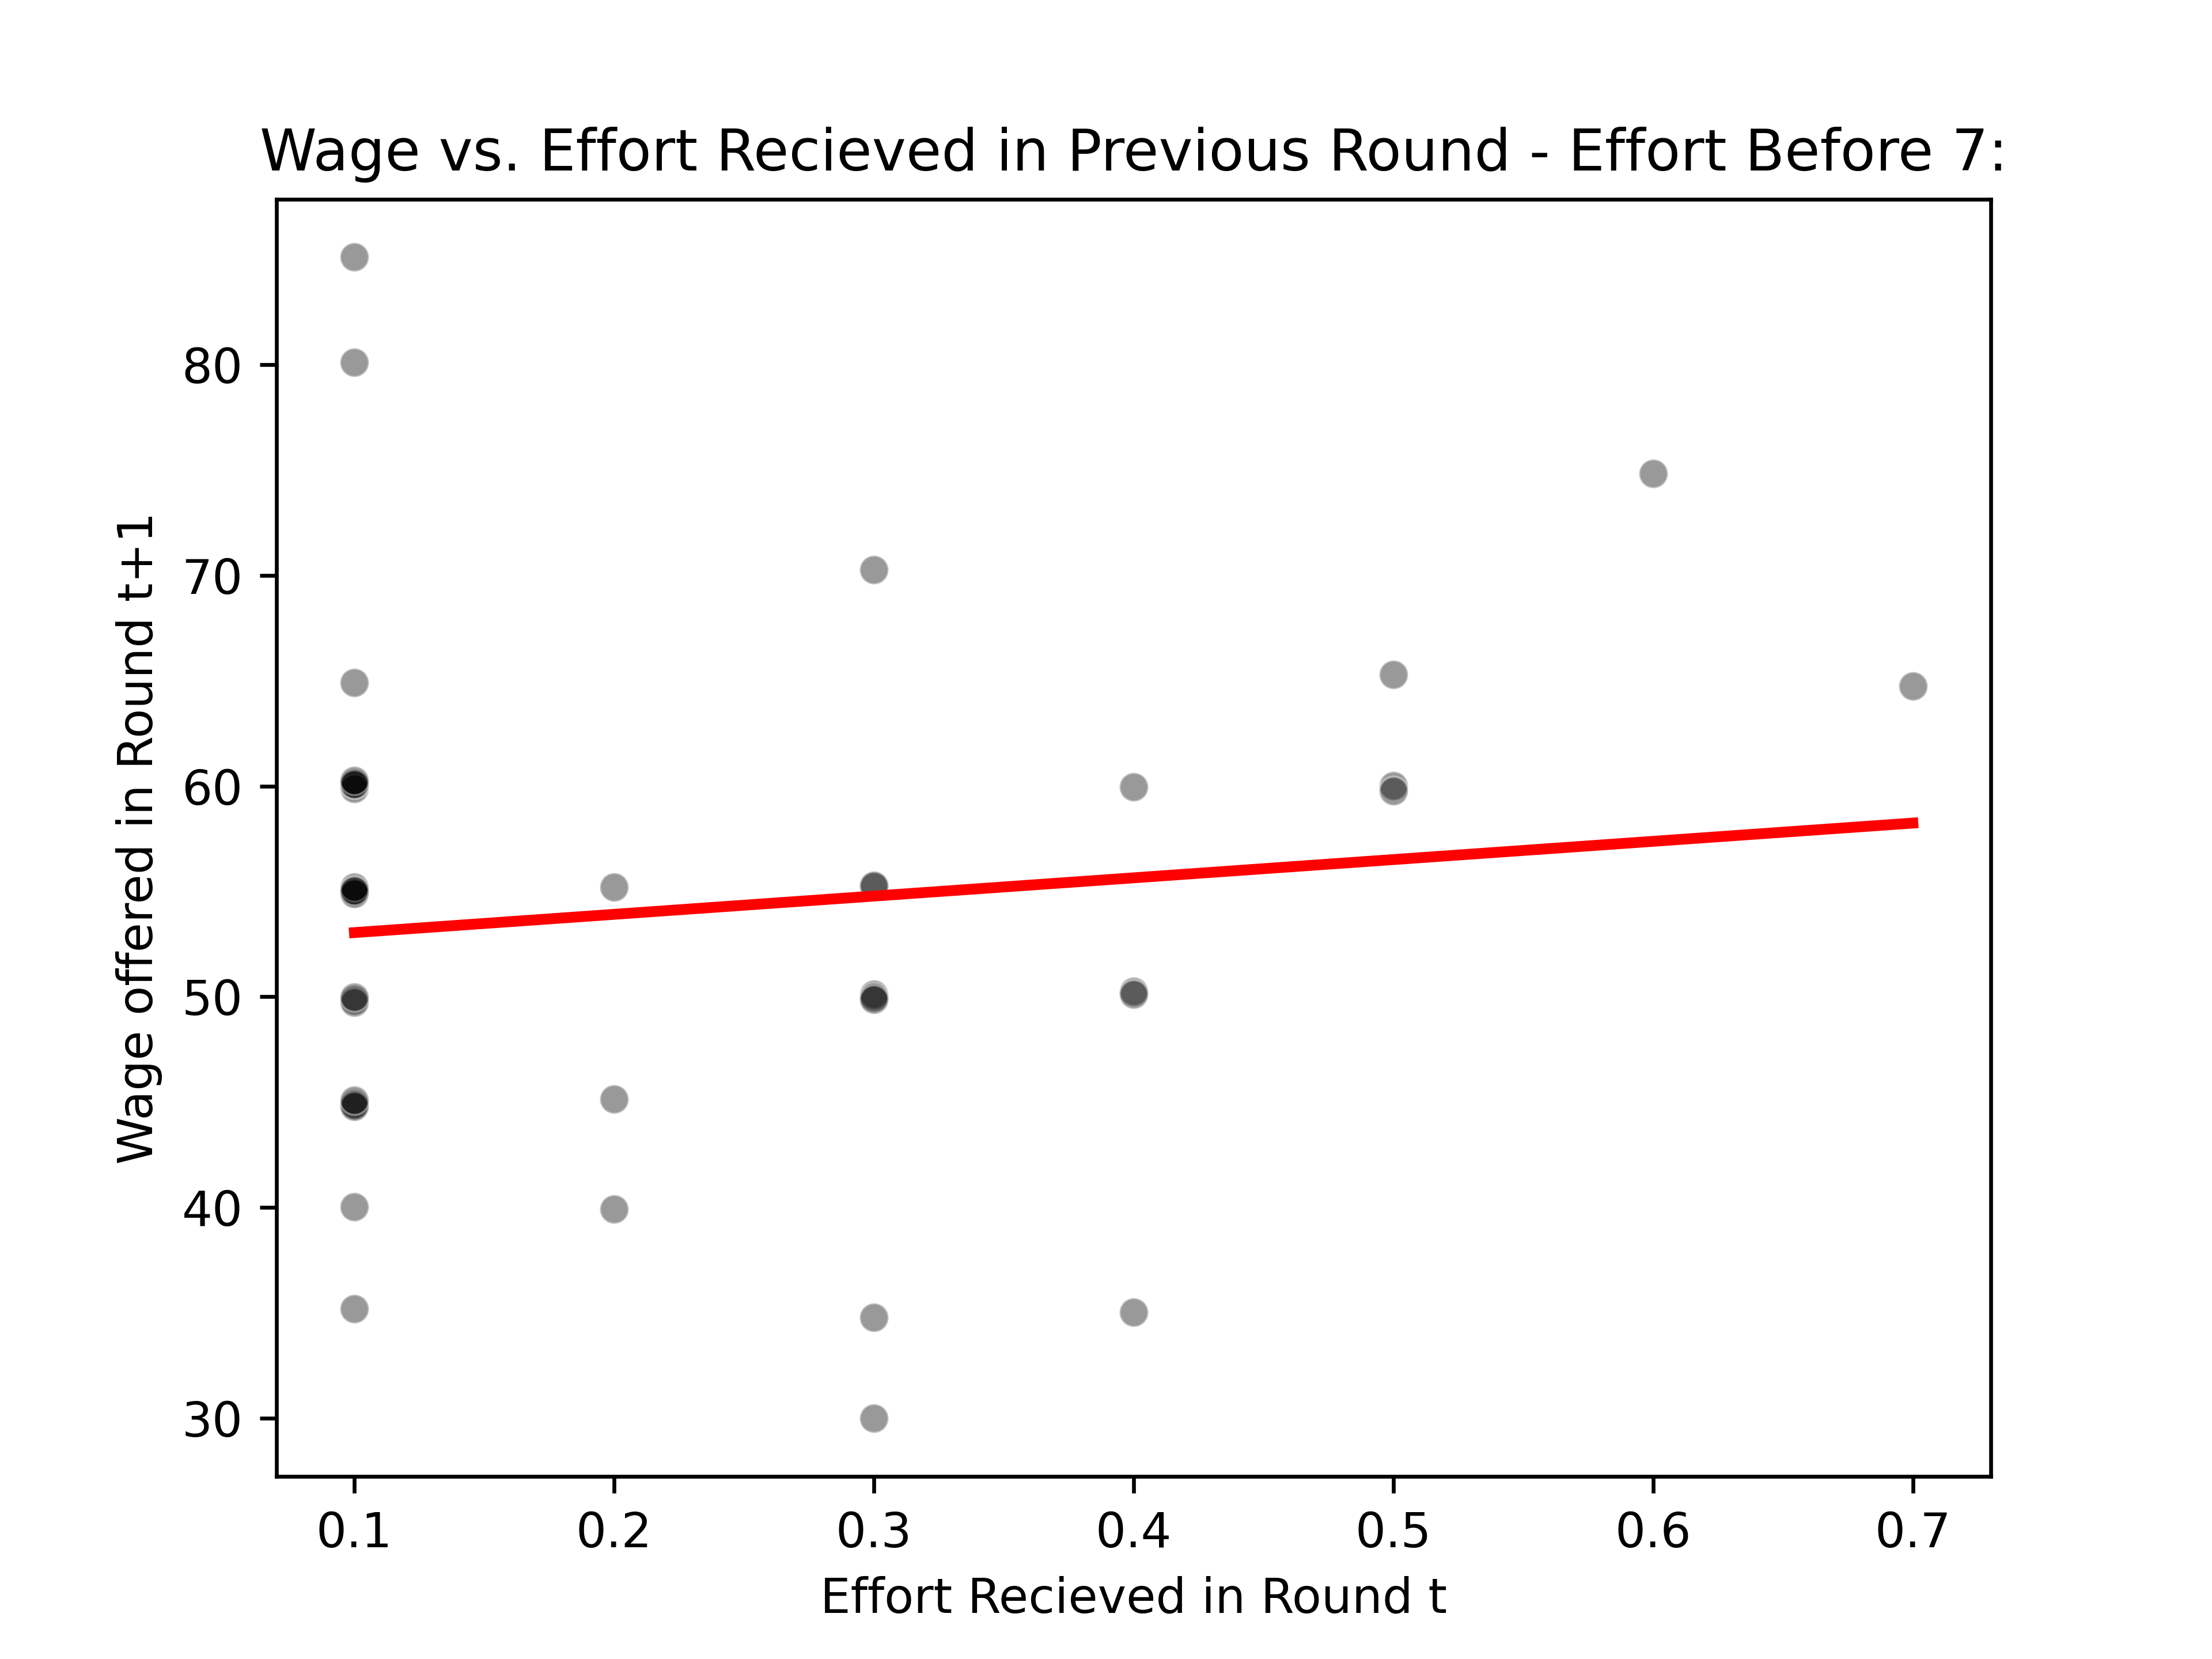 Wage vs. Effort Recieved in Previous Round - Effort Before 7:
Wage offered in Round t+1
80
70
60
50
40
30
0.1 0.2 0.3 0.4 0.5 0.6 0.7
Effort Recieved in Round t